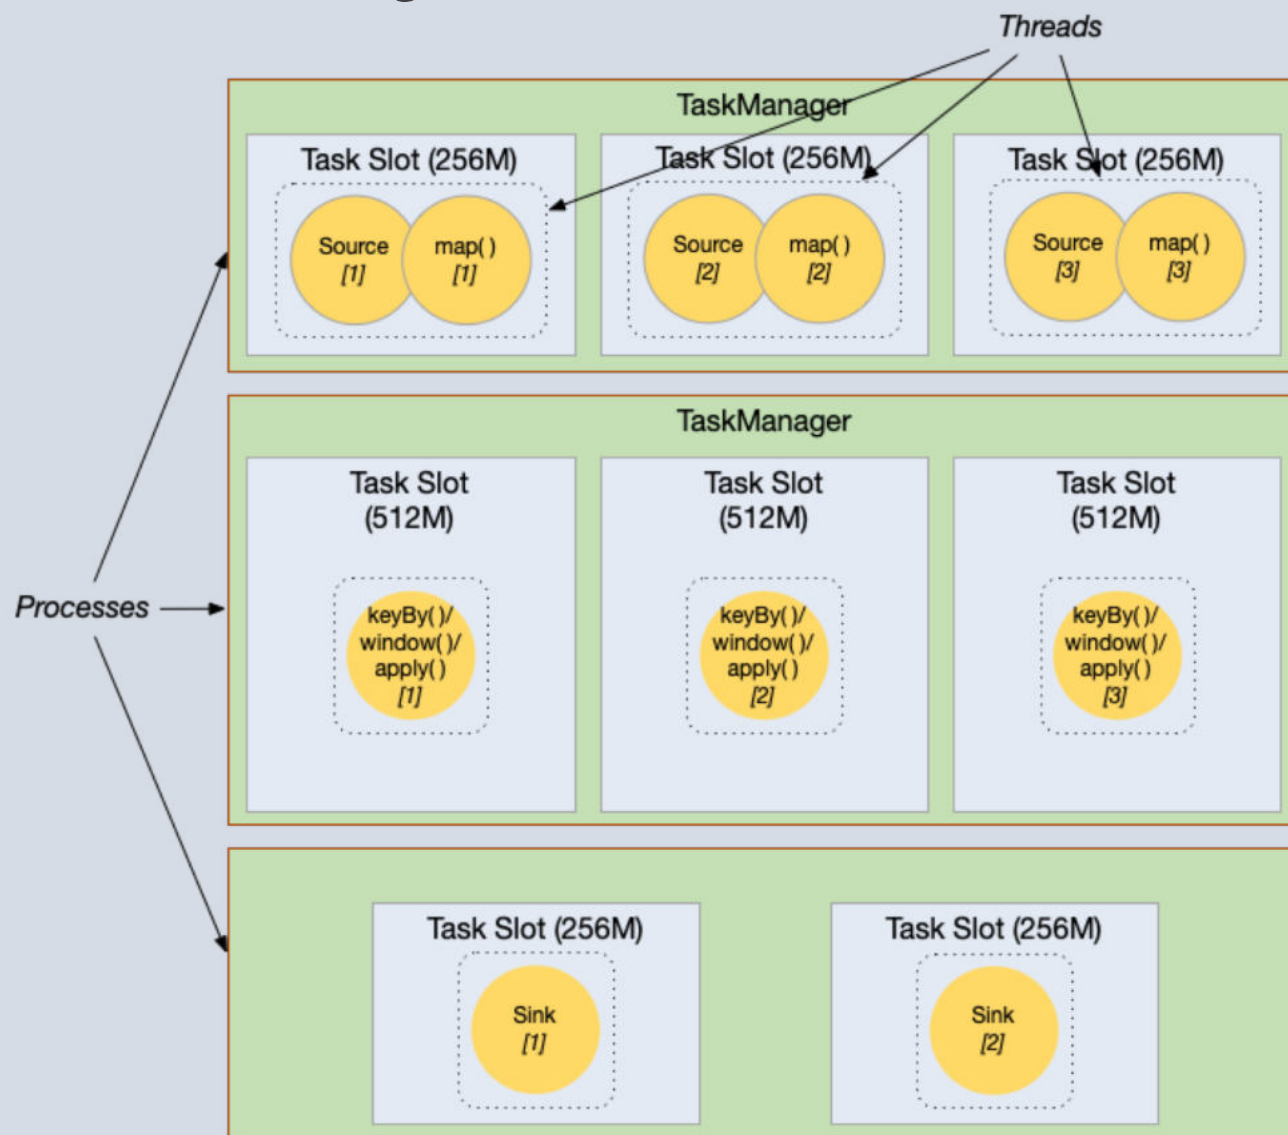 Threads
TaskManager
Task Slot (256M)
Task Slot (256M)
Task Slot (256M)
Source
[1]
map( )
[1]
Source
[2]
map( )
[2]
Source
[3]
map( )
[3]
TaskManager
Task Slot
(512M)
Task Slot
(512M)
Task Slot
(512M)
Processes
keyBy( )/
window( )/
apply( )
[1]
keyBy( )/
window( )/
apply( )
[2]
keyBy( )/
window( )/
apply( )
[3]
Task Slot (256M)
Task Slot (256M)
Sink
[1]
Sink
[2]